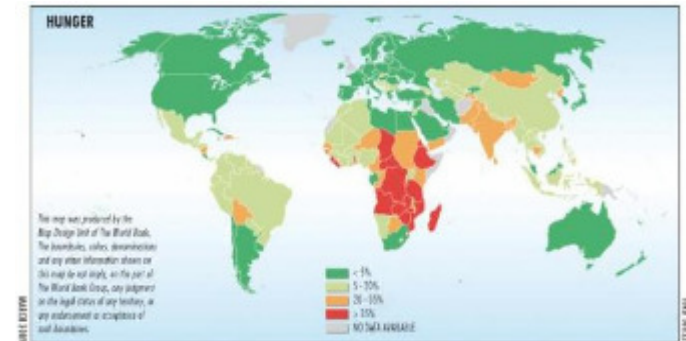 HUNGER
This map was produced by the
Map Design Unit of The World Bank.
The boundaries, colors, denominations
and any other information shown on
this map do not imply, on the part of
The World Bank Group, any judgment
on the legal status of any territory, or
any endorsement or acceptance of
such boundaries.
< 5%
5 - 20%
20 - 35%
> 35%
NO DATA AVAILABLE